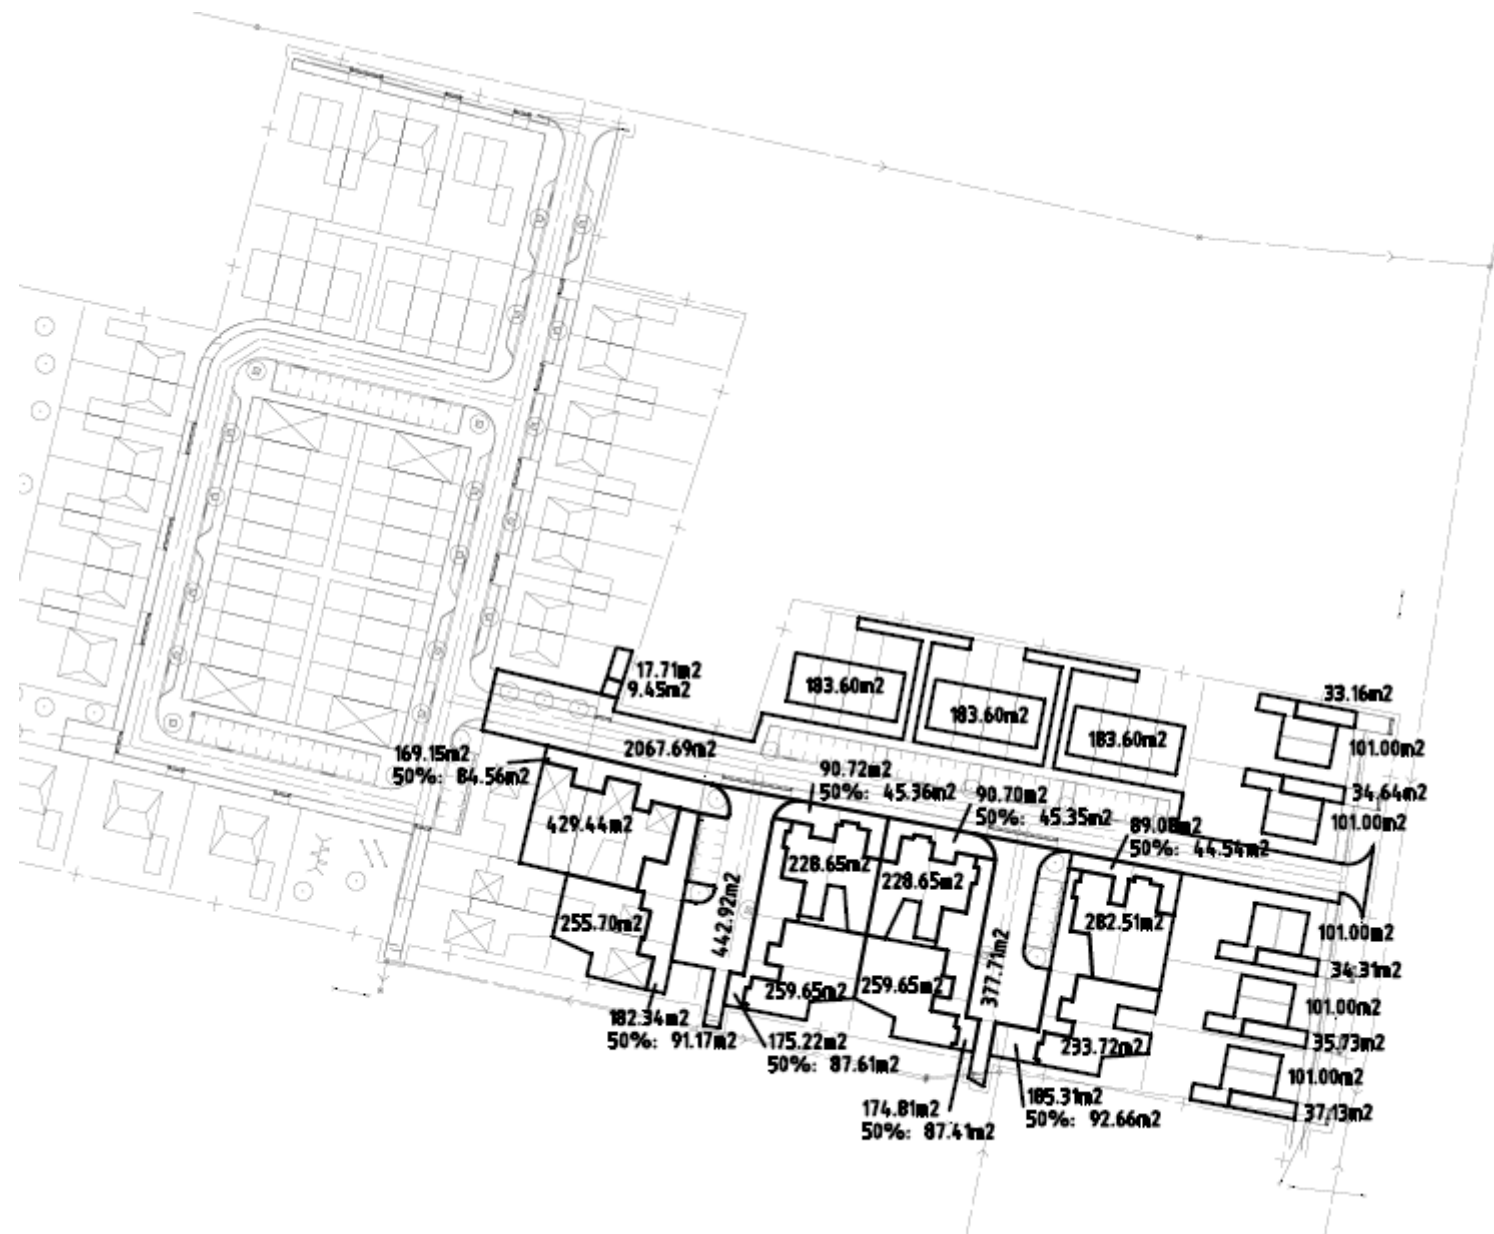 17.71m2
9.45m2
183.60m2
183.60m2
183.60m2
33.16m2
101.00m2
34.64m2
101.00m2
2067.69m2
169.15m2
50%: 84.56m2
90.72m2
50%: 45.36m2
90.70m2
50%: 45.35m2
89.08m2
50%: 44.54m2
429.44m2
228.65m2
228.65m2
282.51m2
255.70m2
442.92m2
377.71m2
101.00m2
34.31m2
259.65m2
259.65m2
101.00m2
35.73m2
233.72m2
182.34m2
50%: 91.17m2
175.22m2
50%: 87.61m2
101.00m2
37.13m2
174.81m2
50%: 87.41m2
185.31m2
50%: 92.66m2